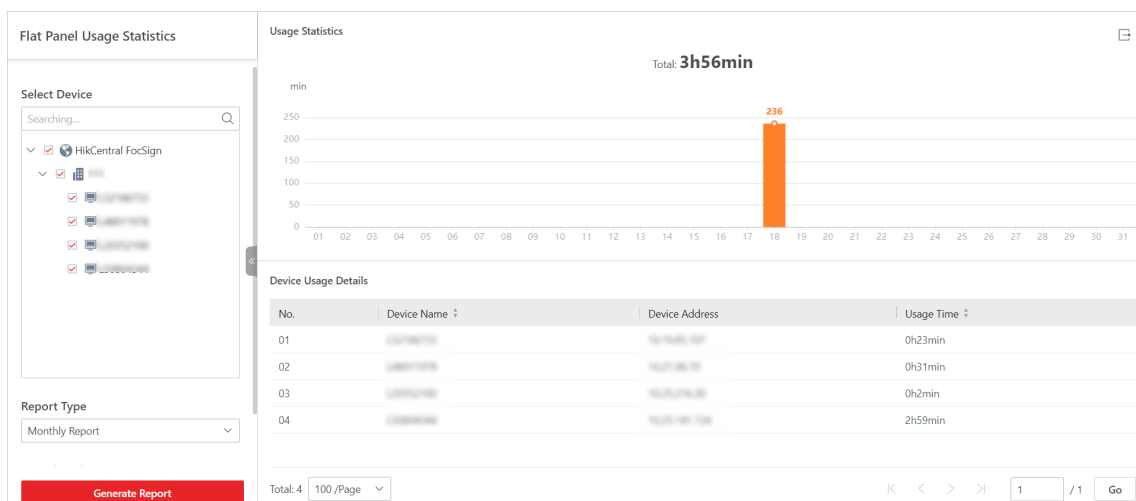 Flat Panel Usage Statistics
Select Device
Searching...
HikCentral FocSign
Report Type
Monthly Report
Generate Report
Usage Statistics
Total: 3h56min
min
236
250
200
150
100
50
0
01 02 03 04 05 06 07 08 09 10 11 12 13 14 15 16 17 18 19 20 21 22 23 24 25 26 27 28 29 30 31
Device Usage Details
No. Device Name Device Address Usage Time
01 0h23min
02 0h31min
03 0h2min
04 2h59min
Total: 4 100 /Page 1 / 1 Go